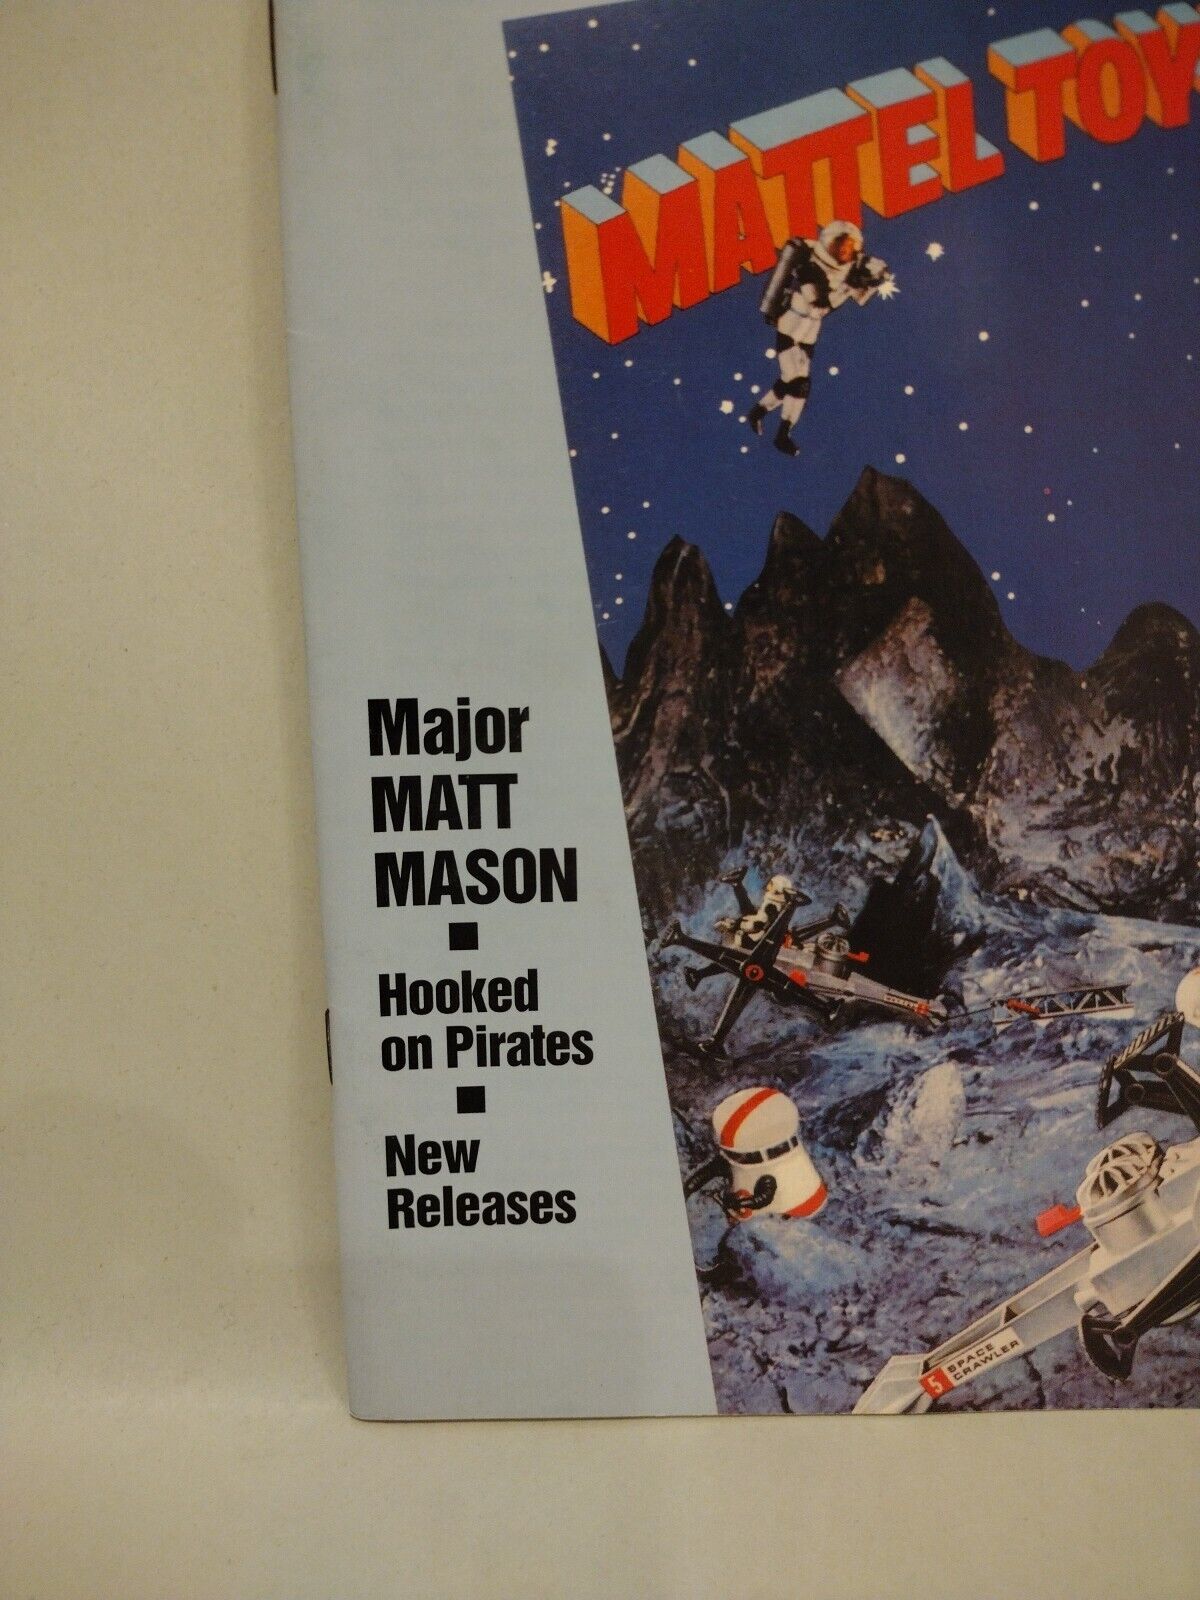 MATTEL TOY
Major
MATT
MASON
Hooked
on Pirates
New
Releases
5 SPACE
CRAWLER